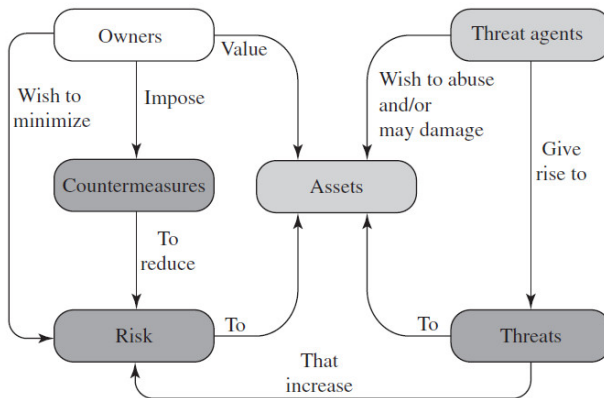 Owners
Threat agents
Value
Wish to
minimize
Impose
Wish to abuse
and/or
may damage
Give
rise to
Countermeasures
Assets
To
reduce
Risk
To
To
Threats
That
increase